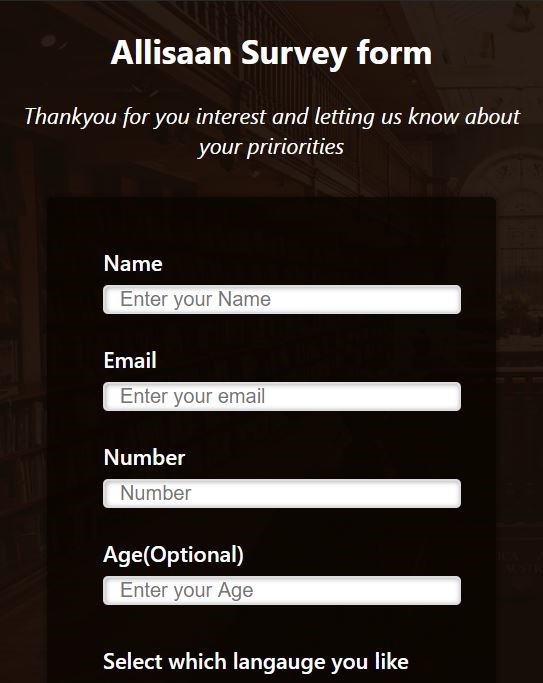 Allisaan Survey form
Thankyou for you interest and letting us know about
your pririorities
Name
Enter your Name
Email
Enter your email
Number
Number
Age(Optional)
Enter your Age
Select which langauge you like